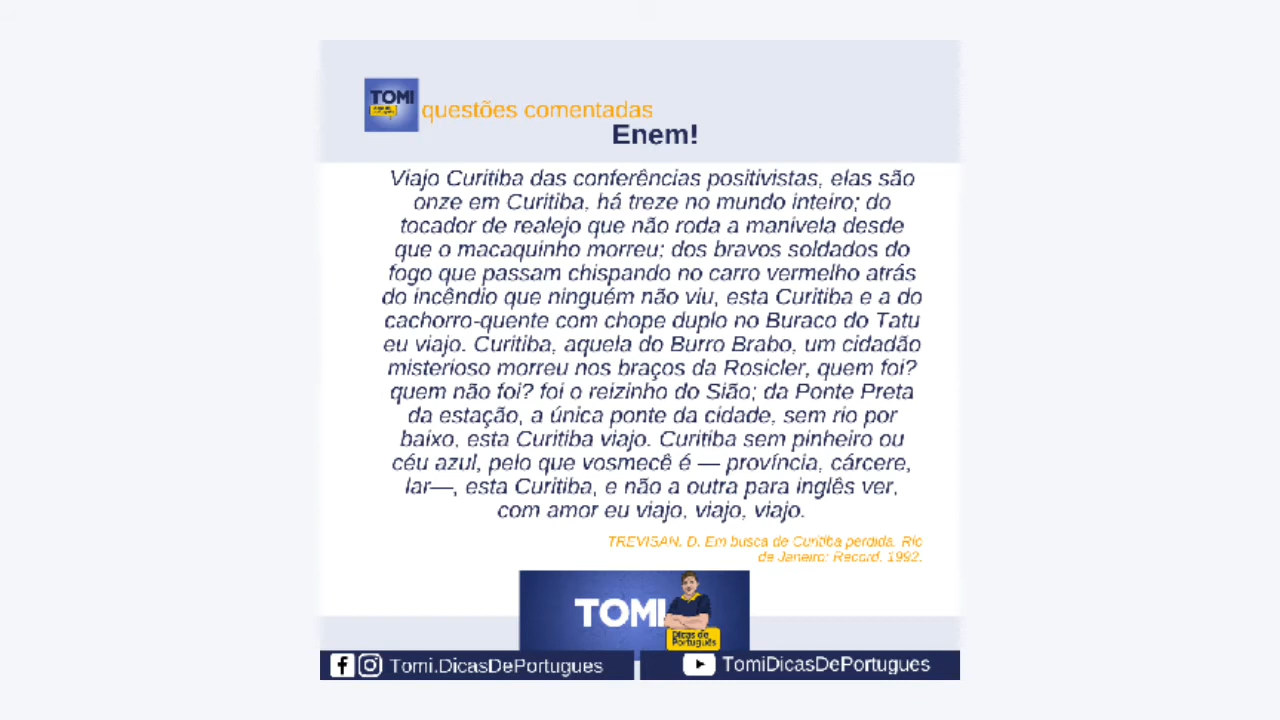 TOMI
questões comentadas
Enem!
Viajo Curitiba das conferências positivistas, elas são
onze em Curitiba, há treze no mundo inteiro; do
tocador de realejo que não roda a manivela desde
que o macaquinho morreu; dos bravos soldados do
fogo que passam chispando no carro vermelho atrás
do incêndio que ninguém não viu, esta Curitiba e a do
cachorro-quente com chope duplo no Buraco do Tatu
eu viajo. Curitiba, aquela do Burro Brabo, um cidadão
misterioso morreu nos braços da Rosicler, quem foi?
quem não foi? foi o reizinho do Sião; da Ponte Preta
da estação, a única ponte da cidade, sem rio por
baixo, esta Curitiba viajo. Curitiba sem pinheiro ou
céu azul, pelo que vosmecê é — província, cárcere,
lar—, esta Curitiba, e não a outra para inglês ver,
com amor eu viajo, viajo, viajo.
TREVISAN, D. Em busca de Curitiba perdida. Rio
de Janeiro: Record, 1992.
TOMI
Dicas de
Português
Tomi.DicasDePortugues
TomiDicasDePortugues